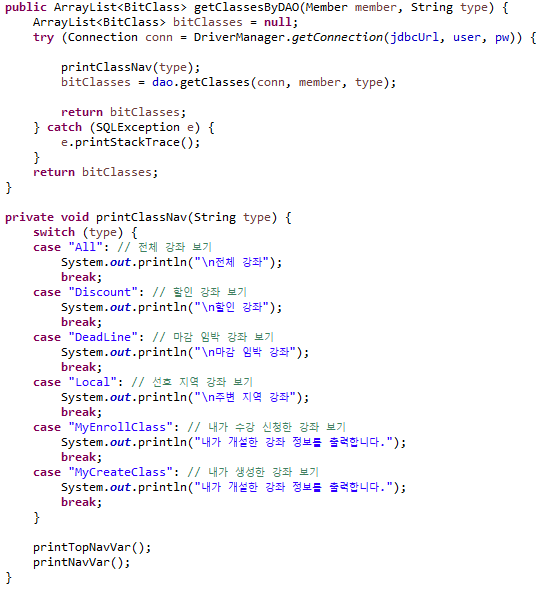 public ArrayList<BitClass> getClassesByDAO(Member member, String type) {
    ArrayList<BitClass> bitClasses = null;
    try (Connection conn = DriverManager.getConnection(jdbcUrl, user, pw)) {

        printClassNav(type);
        bitClasses = dao.getClasses(conn, member, type);

        return bitClasses;
    } catch (SQLException e) {
        e.printStackTrace();
    }
    return bitClasses;
}

private void printClassNav(String type) {
    switch (type) {
    case "All": // 전체 강좌 보기
        System.out.println("\n전체 강좌");
        break;
    case "Discount": // 할인 강좌 보기
        System.out.println("\n할인 강좌");
        break;
    case "DeadLine": // 마감 임박 강좌 보기
        System.out.println("\n마감 임박 강좌");
        break;
    case "Local": // 선호 지역 강좌 보기
        System.out.println("\n주변 지역 강좌");
        break;
    case "MyEnrollClass": // 내가 수강 신청한 강좌 보기
        System.out.println("내가 개설한 강좌 정보를 출력합니다.");
        break;
    case "MyCreateClass": // 내가 생성한 강좌 보기
        System.out.println("내가 개설한 강좌 정보를 출력합니다.");
        break;
    }

    printTopNavVar();
    printNavVar();
}